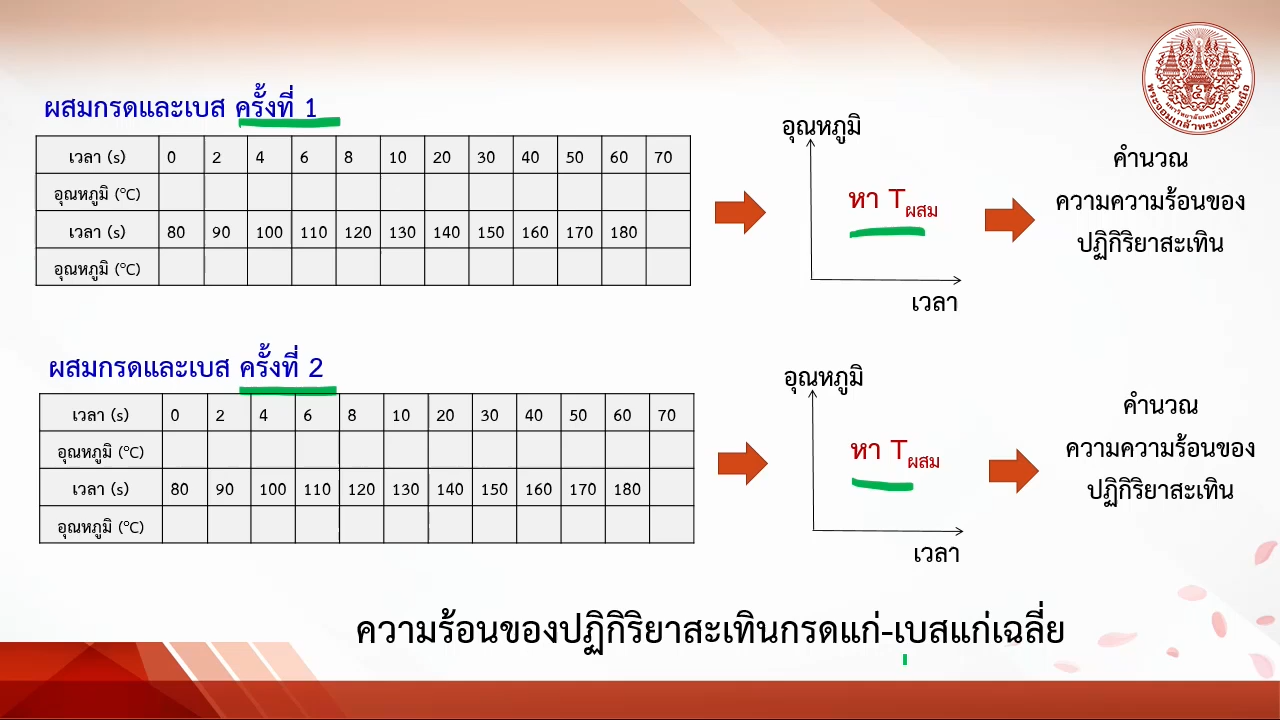 ผสมกรดและเบส ครั้งที่ 1
เวลา (s) 0 2 4 6 8 10 20 30 40 50 60 70
อุณหภูมิ (°C)
เวลา (s) 80 90 100 110 120 130 140 150 160 170 180
อุณหภูมิ (°C)
อุณหภูมิ
หา Tผสม
เวลา
คำนวณ
ความความร้อนของ
ปฏิกิริยาสะเทิน
ผสมกรดและเบส ครั้งที่ 2
เวลา (s) 0 2 4 6 8 10 20 30 40 50 60 70
อุณหภูมิ (°C)
เวลา (s) 80 90 100 110 120 130 140 150 160 170 180
อุณหภูมิ (°C)
อุณหภูมิ
หา Tผสม
เวลา
คำนวณ
ความความร้อนของ
ปฏิกิริยาสะเทิน
ความร้อนของปฏิกิริยาสะเทินกรดแก่-เบสแก่เฉลี่ย